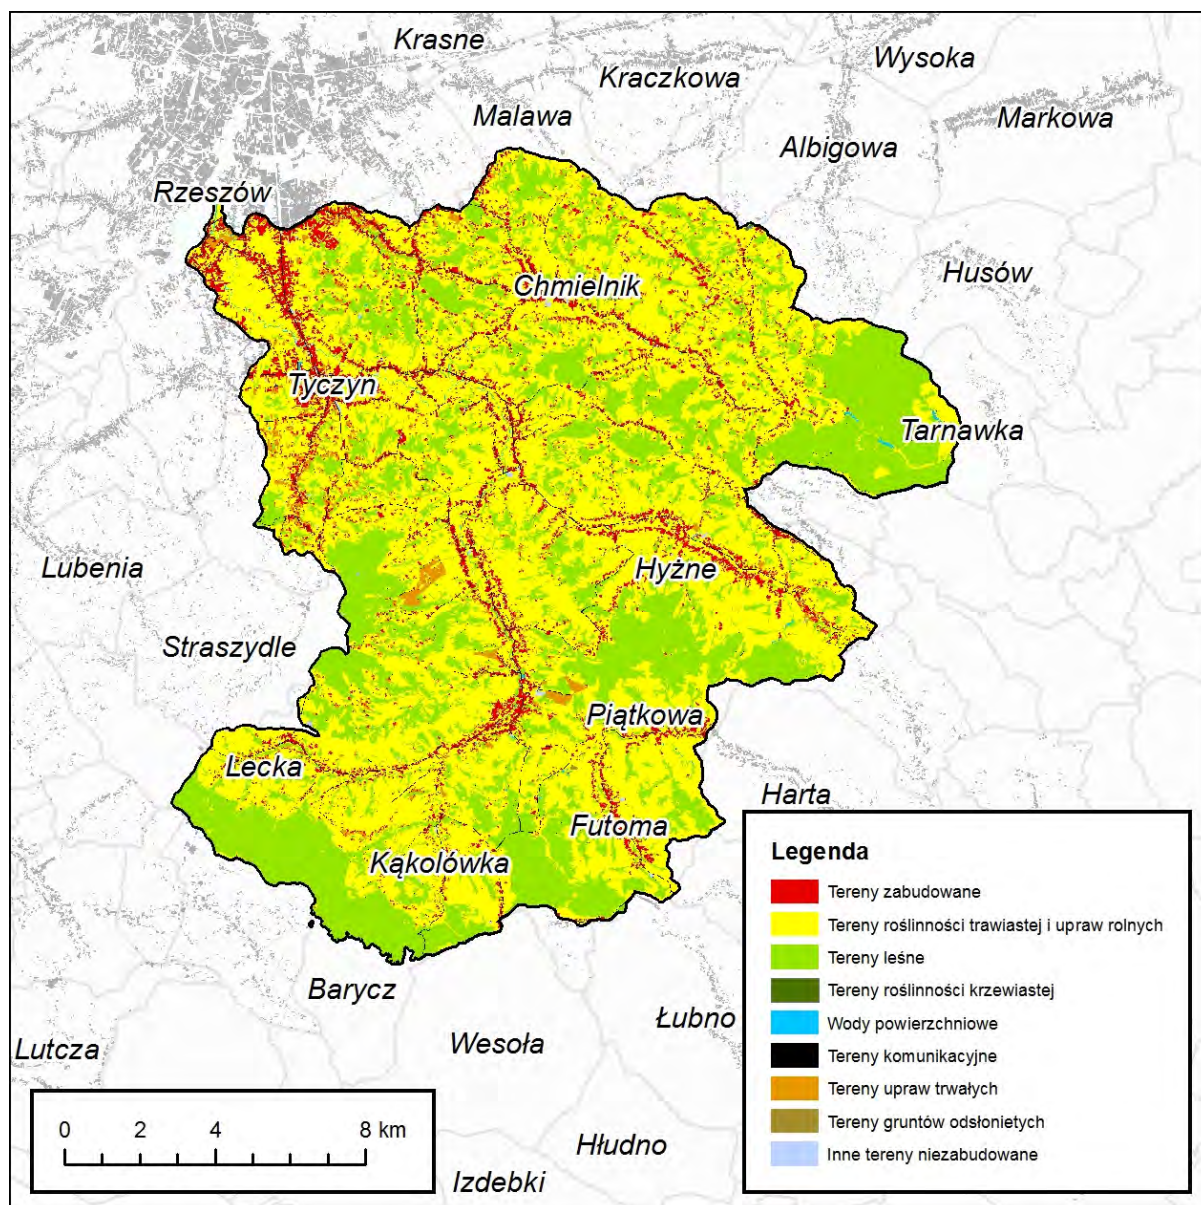 Krasne
Wysoka
Kraczkowa
Malawa
Markowa
Albigowa
Rzeszów
Husów
Chmielnik
Tyczyn
Tarnawka
Lubenia
Hyżne
Straszydle
Piątkowa
Lecka
Harta
Futoma
Kąkolówka
Barycz
Łubno
Wesoła
Lutcza
Hłudno
Izdebki
Legenda
Tereny zabudowane
Tereny roślinności trawiastej i upraw rolnych
Tereny leśne
Tereny roślinności krzewiastej
Wody powierzchniowe
Tereny komunikacyjne
Tereny upraw trwałych
Tereny gruntów odsłonietych
Inne tereny niezabudowane
0 2 4 8 km